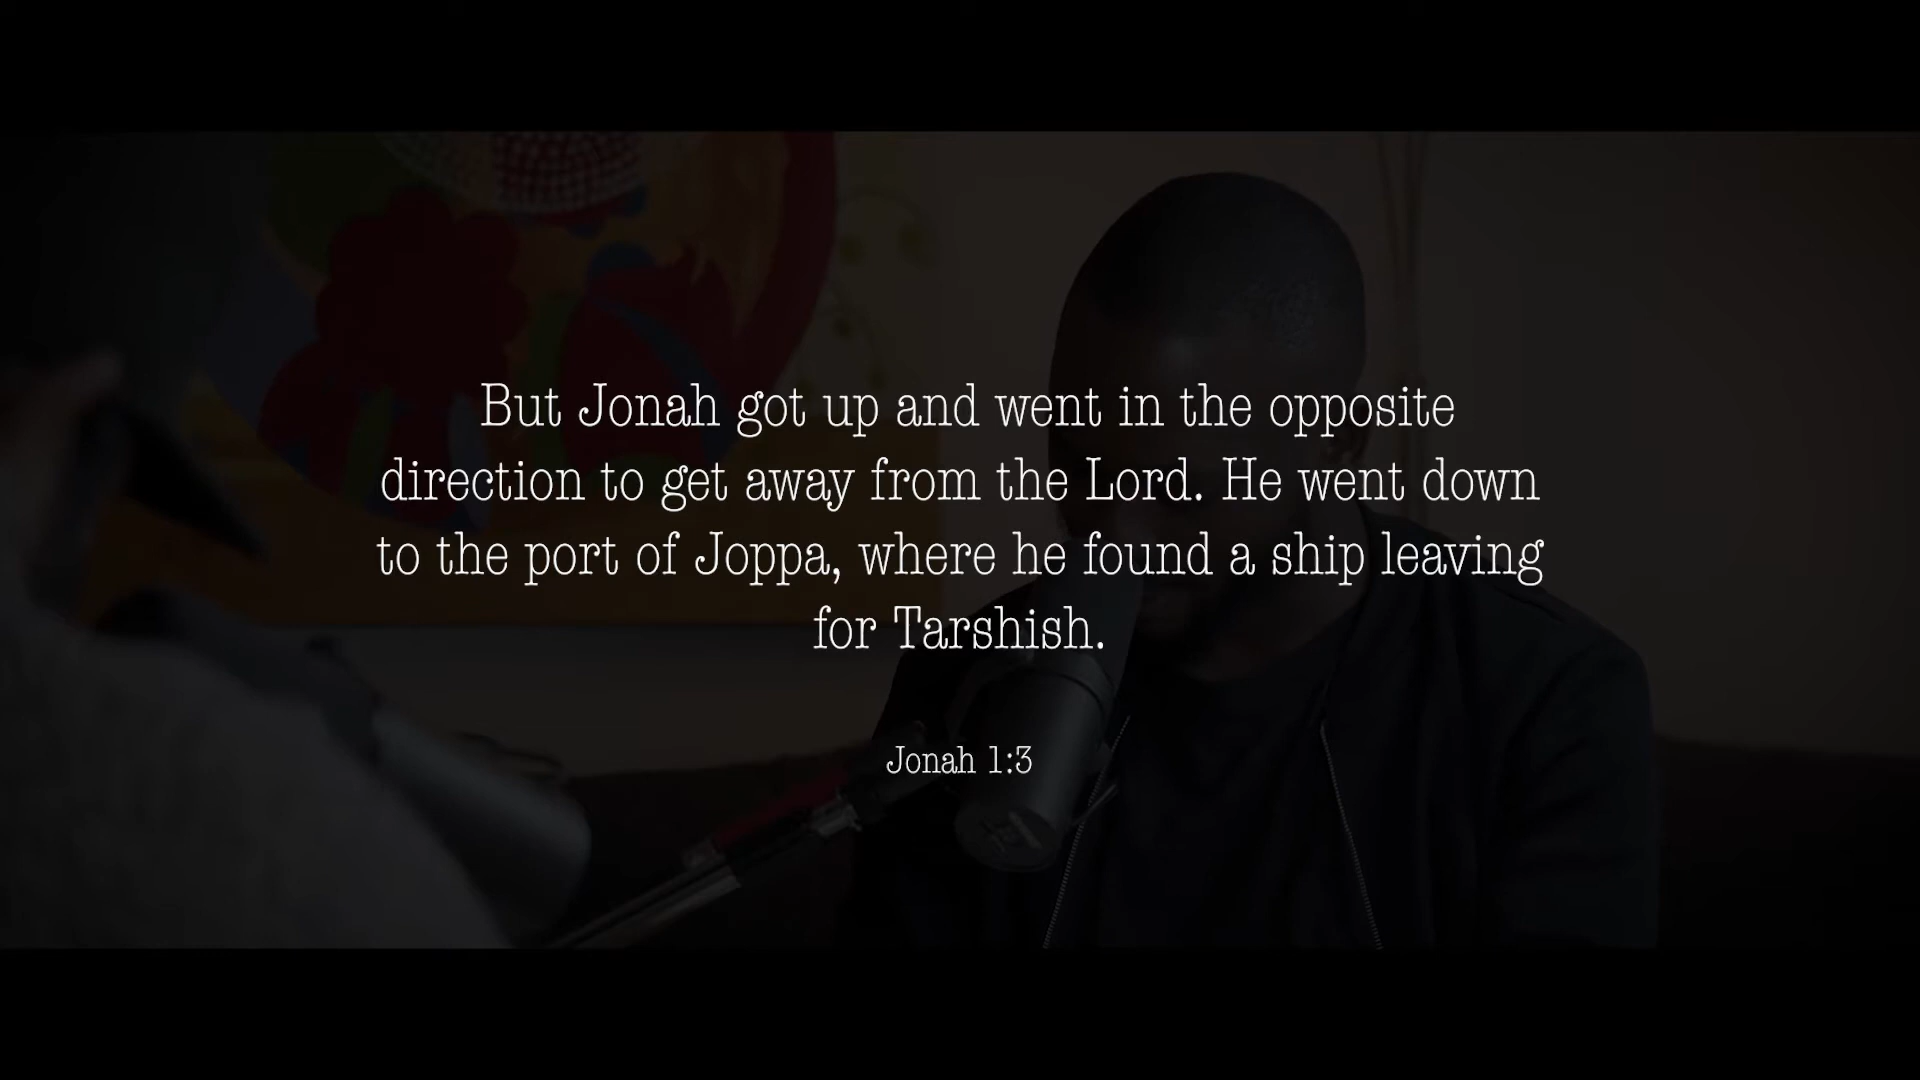 But Jonah got up and went in the opposite
direction to get away from the Lord. He went down
to the port of Joppa, where he found a ship leaving
for Tarshish.
Jonah 1:3